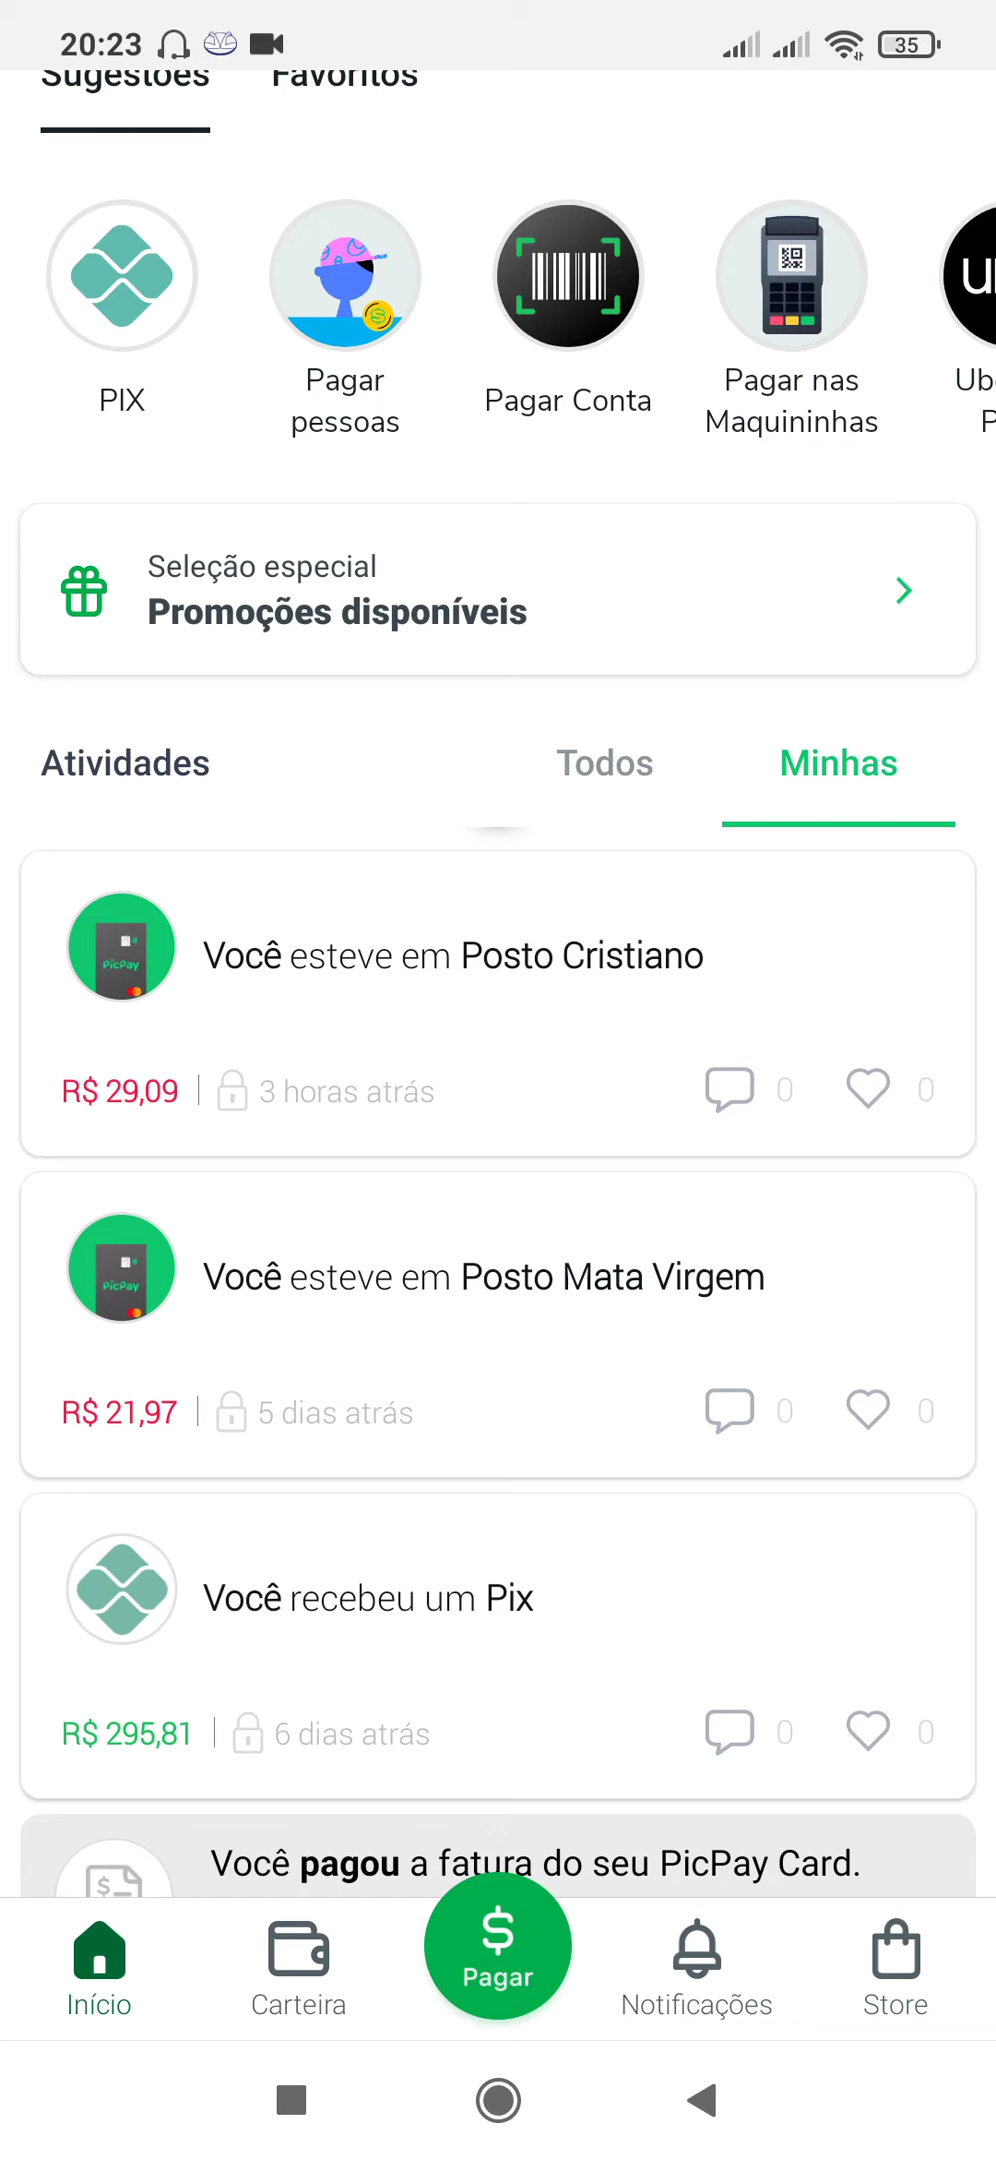 20:23
35
Sugestões Favoritos
PIX
Pagar pessoas
Pagar Conta
Pagar nas Maquininhas
Seleção especial
Promoções disponíveis
Atividades Todos Minhas
PicPay
Você esteve em Posto Cristiano
R$ 29,09 3 horas atrás 0 0
PicPay
Você esteve em Posto Mata Virgem
R$ 21,97 5 dias atrás 0 0
Você recebeu um Pix
R$ 295,81 6 dias atrás 0 0
Você pagou a fatura do seu PicPay Card.
Início Carteira Pagar Notificações Store